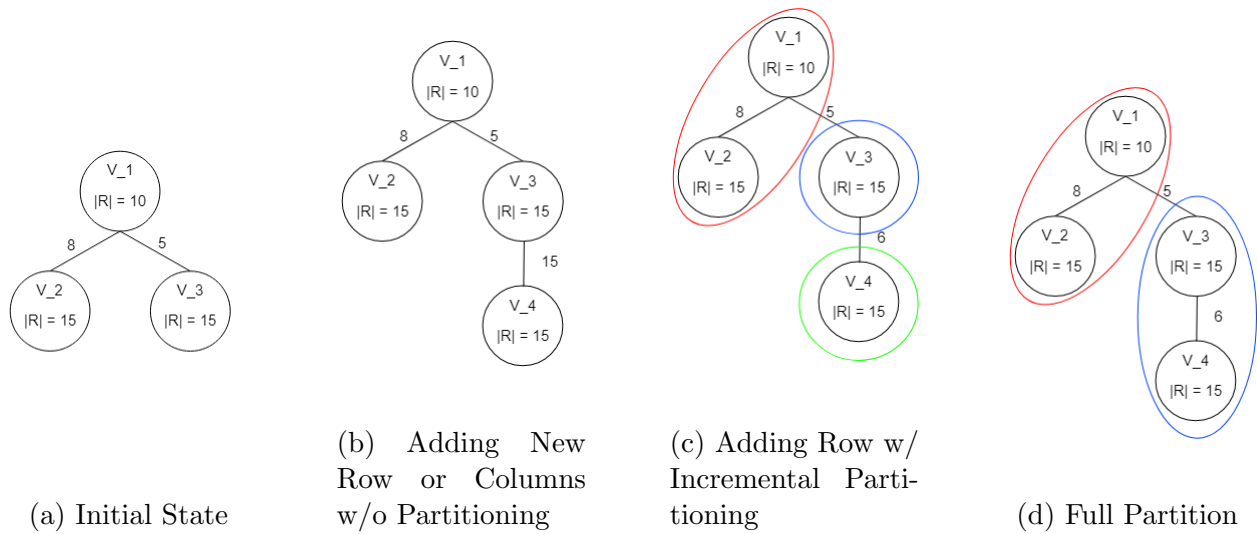 V_1
|R| = 10
8
5
V_2
|R| = 15
V_3
|R| = 15
(a) Initial State
V_1
|R| = 10
8
5
V_2
|R| = 15
V_3
|R| = 15
15
V_4
|R| = 15
(b) Adding New
Row or Columns
w/o Partitioning
V_1
|R| = 10
8
5
V_2
|R| = 15
V_3
|R| = 15
6
V_4
|R| = 15
(c) Adding Row w/
Incremental Parti-
tioning
V_1
|R| = 10
8
5
V_2
|R| = 15
V_3
|R| = 15
6
V_4
|R| = 15
(d) Full Partition